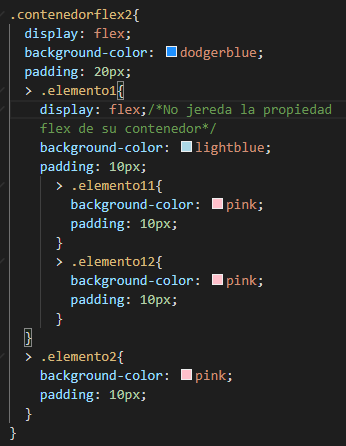 .contenedorflex2{
display: flex;
background-color: dodgerblue;
padding: 20px;
> .elemento1{
display: flex;/*No jereda la propiedad
flex de su contenedor*/
background-color: lightblue;
padding: 10px;
> .elemento11{
background-color: pink;
padding: 10px;
}
> .elemento12{
background-color: pink;
padding: 10px;
}
}
> .elemento2{
background-color: pink;
padding: 10px;
}
}